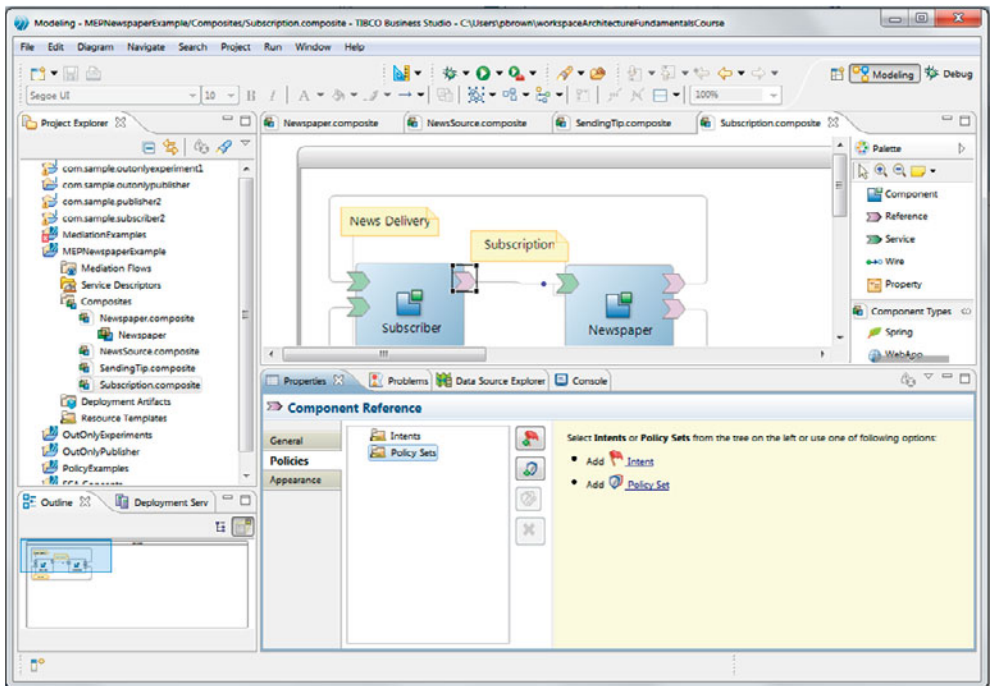 Modeling - MEPNewspaperExample/Composites/Subscription.composite - TIBCO Business Studio - C:\Users\pbrown\workspaceArchitectureFundamentalsCourse
File Edit Diagram Navigate Search Project Run Window Help
Modeling Debug
Segoe UI 10 B I A 100%
Project Explorer
Newspaper.composite NewsSource.composite SendingTip.composite Subscription.composite
com.sample.outonlyexperiment1
com.sample.outonlypublisher
com.sample.publisher2
com.sample.subscriber2
MediationExamples
MEPNewspaperExample
Mediation Flows
Service Descriptors
Composites
Newspaper.composite
Newspaper
NewsSource.composite
SendingTip.composite
Subscription.composite
Deployment Artifacts
Resource Templates
OutOnlyExperiments
OutOnlyPublisher
PolicyExamples
News Delivery
Subscription
Subscriber
Newspaper
Palette
Component
Reference
Service
Wire
Property
Component Types
Spring
WebApp
Outline Deployment Serv
Properties Problems Data Source Explorer Console
Component Reference
General
Policies
Appearance
Intents
Policy Sets
Select Intents or Policy Sets from the tree on the left or use one of following options:
• Add Intent
• Add Policy Set